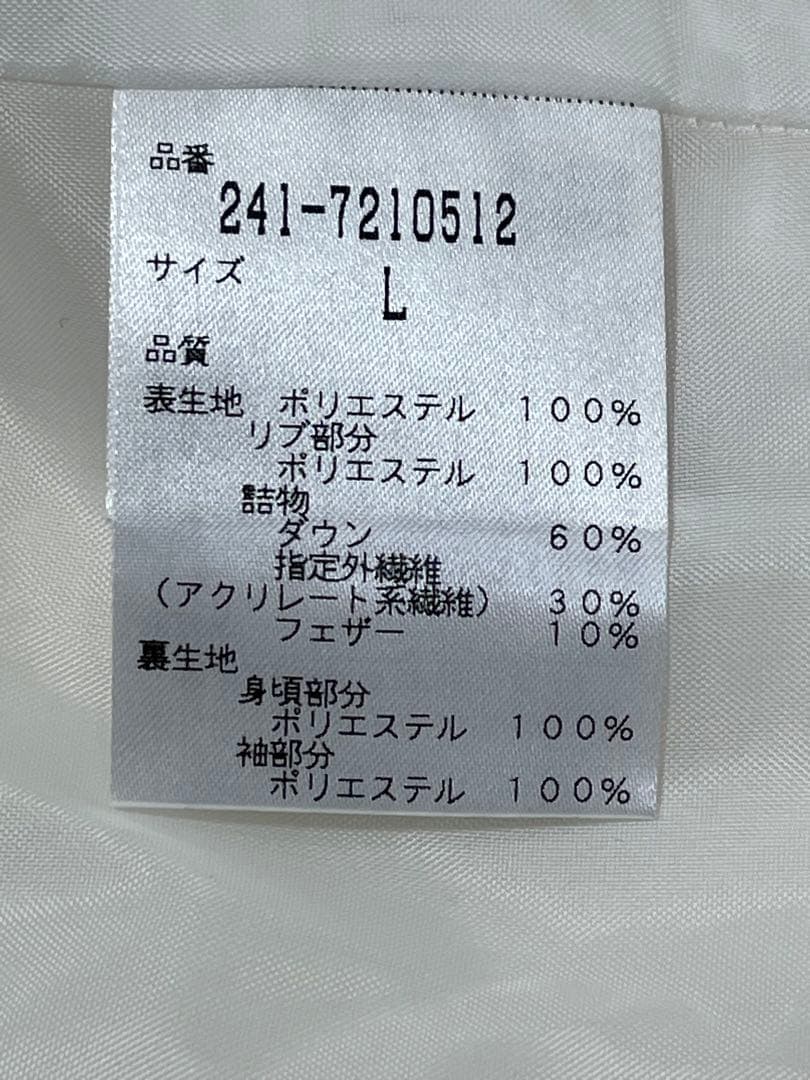 品番
241-7210512
サイズ
L
品質
表生地 ポリエステル 100%
リブ部分
ポリエステル 100%
詰物
ダウン 60%
指定外繊維
(アクリレート系繊維) 30%
フェザー 10%
裏生地
身頃部分
ポリエステル 100%
袖部分
ポリエステル 100%